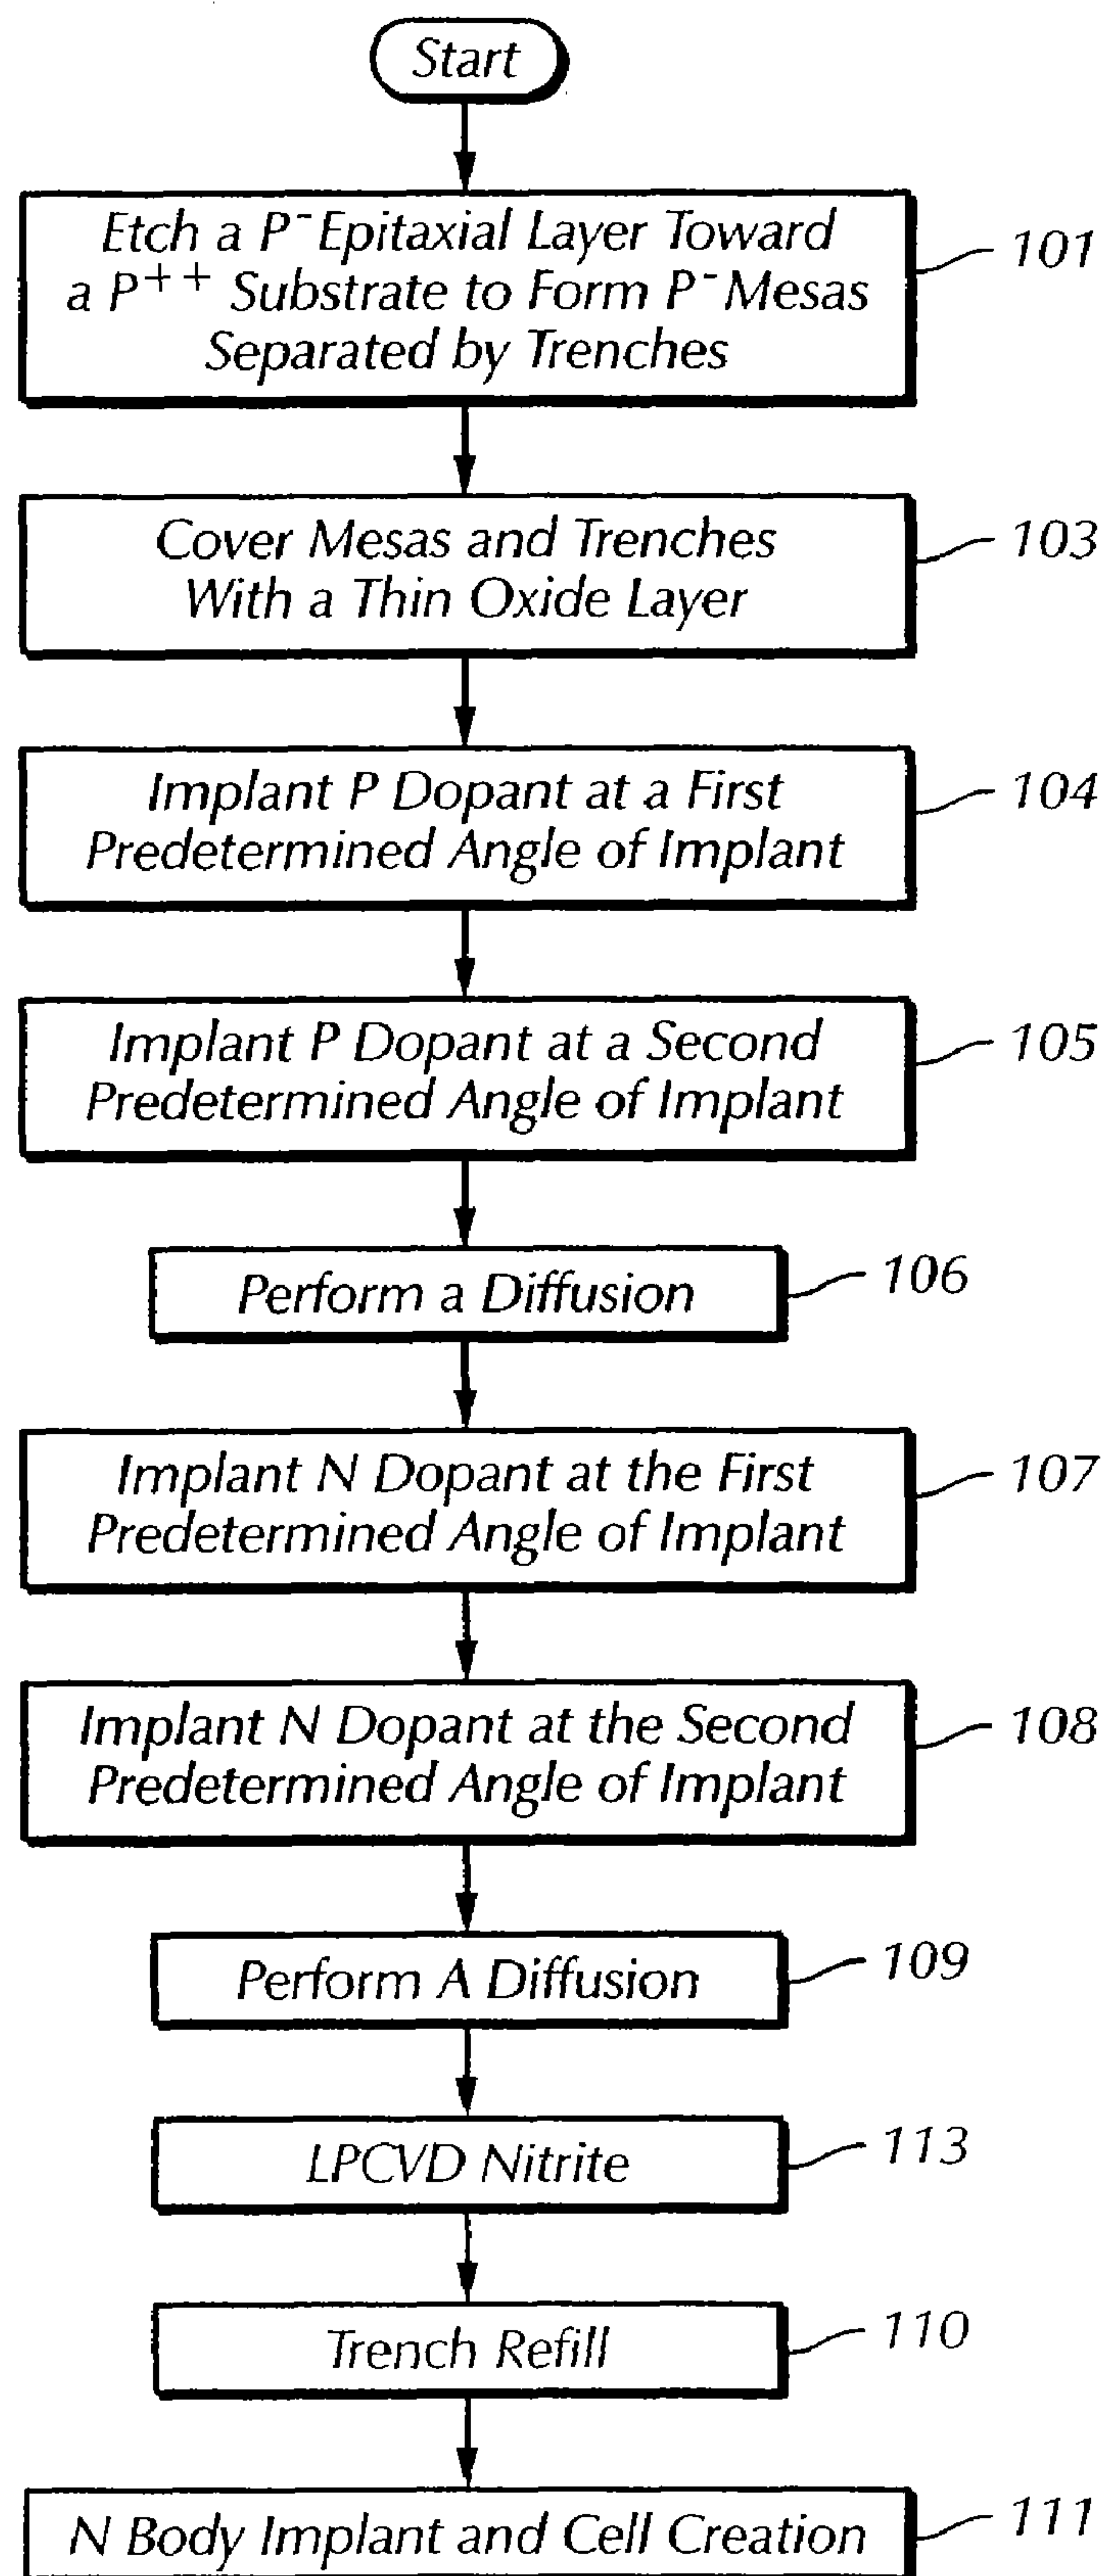 Start
Etch a P⁻ Epitaxial Layer Toward
a P⁺⁺ Substrate to Form P⁻ Mesas
Separated by Trenches
101
Cover Mesas and Trenches
With a Thin Oxide Layer
103
Implant P Dopant at a First
Predetermined Angle of Implant
104
Implant P Dopant at a Second
Predetermined Angle of Implant
105
Perform a Diffusion
106
Implant N Dopant at the First
Predetermined Angle of Implant
107
Implant N Dopant at the Second
Predetermined Angle of Implant
108
Perform A Diffusion
109
LPCVD Nitrite
113
Trench Refill
110
N Body Implant and Cell Creation
111